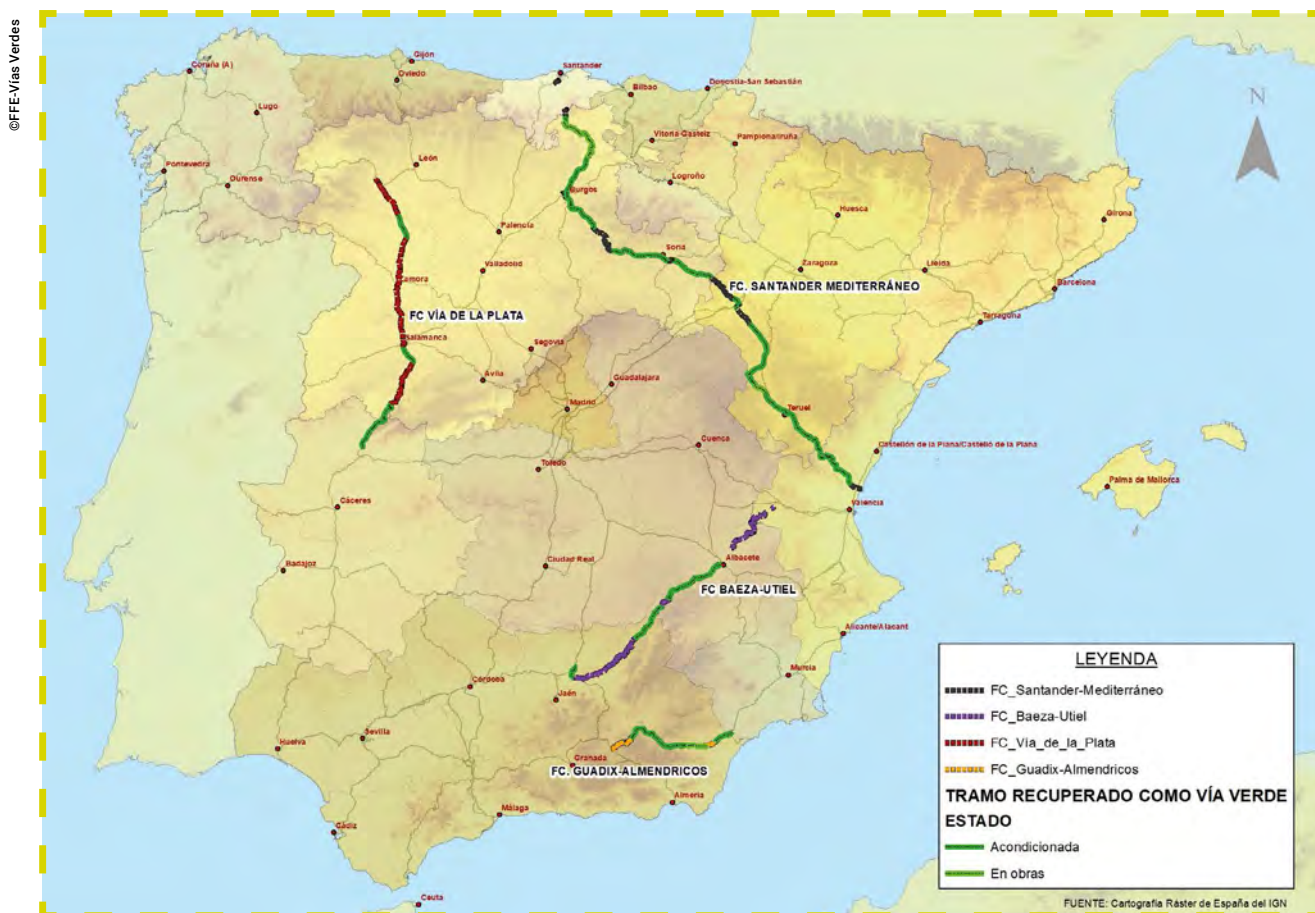 ©FFE-Vías Verdes
Gijón
Santander
Coruña (A)
Oviedo
Donostia-San Sebastián
Bilbao
N
Lugo
Vitoria-Gasteiz
Pamplona/Iruña
León
Pontevedra
Ourense
Logroño
Burgos
Huesca
Girona
Palencia
Soria
Valladolid
Zaragoza
Lleida
Zamora
FC. SANTANDER MEDITERRÁNEO
Barcelona
FC VÍA DE LA PLATA
Tarragona
Salamanca
Segovia
Ávila
Guadalajara
Madrid
Teruel
Cuenca
Castellón de la Plana/Castelló de la Plana
Toledo
Palma de Mallorca
Cáceres
Valencia
Ciudad Real
Albacete
Badajoz
FC BAEZA-UTIEL
Alicante/Alacant
Murcia
Córdoba
Jaén
Sevilla
Huelva
Granada
FC. GUADIX-ALMENDRICOS
Almería
Málaga
Cádiz
Ceuta
LEYENDA
FC_Santander-Mediterráneo
FC_Baeza-Utiel
FC_Vía_de_la_Plata
FC_Guadix-Almendricos
TRAMO RECUPERADO COMO VÍA VERDE
ESTADO
Acondicionada
En obras
FUENTE: Cartografía Ráster de España del IGN